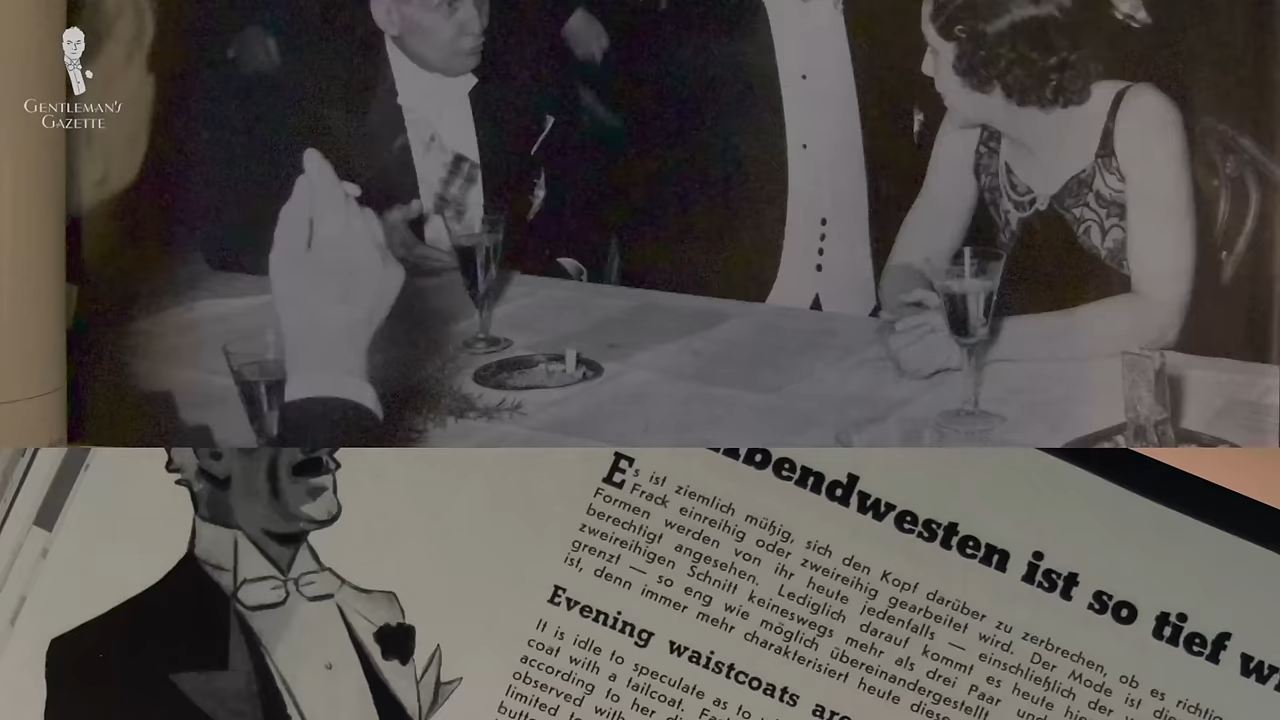 GENTLEMAN'S
GAZETTE
bendwesten ist so tief
Es ist ziemlich müßig, sich den Kopf darüber zu zerbrechen, ob es richtig
Frack einreihig oder zweireihig gearbeitet wird. Der Mode ist die
Formen werden von ihr heute jedenfalls — einschließlich der
berechtigt angesehen. Lediglich darauf kommt es heute
zweireihigen Schnitt keineswegs mehr als drei Paar
grenzt — so eng wie möglich übereinandergestellt
ist, denn immer mehr charakterisiert heute diese
Evening waistcoats are
It is idle to speculate as to
coat with a tailcoat.
according to her
observed with
limited to